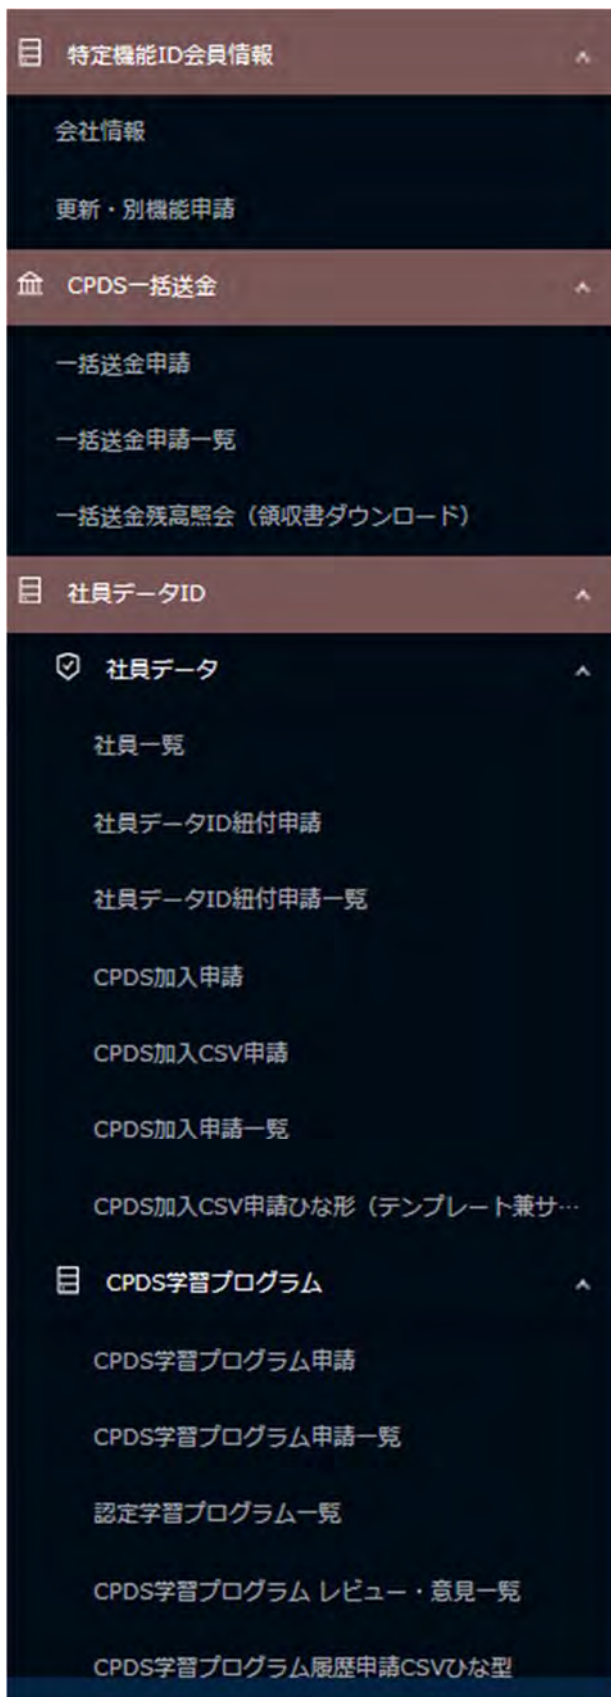 特定機能ID会員情報
会社情報
更新・別機能申請
CPDS一括送金
一括送金申請
一括送金申請一覧
一括送金残高照会（領収書ダウンロード）
社員データID
社員データ
社員一覧
社員データID紐付申請
社員データID紐付申請一覧
CPDS加入申請
CPDS加入CSV申請
CPDS加入申請一覧
CPDS加入CSV申請ひな形（テンプレート兼サ…
CPDS学習プログラム
CPDS学習プログラム申請
CPDS学習プログラム申請一覧
認定学習プログラム一覧
CPDS学習プログラム レビュー・意見一覧
CPDS学習プログラム履歴申請CSVひな型